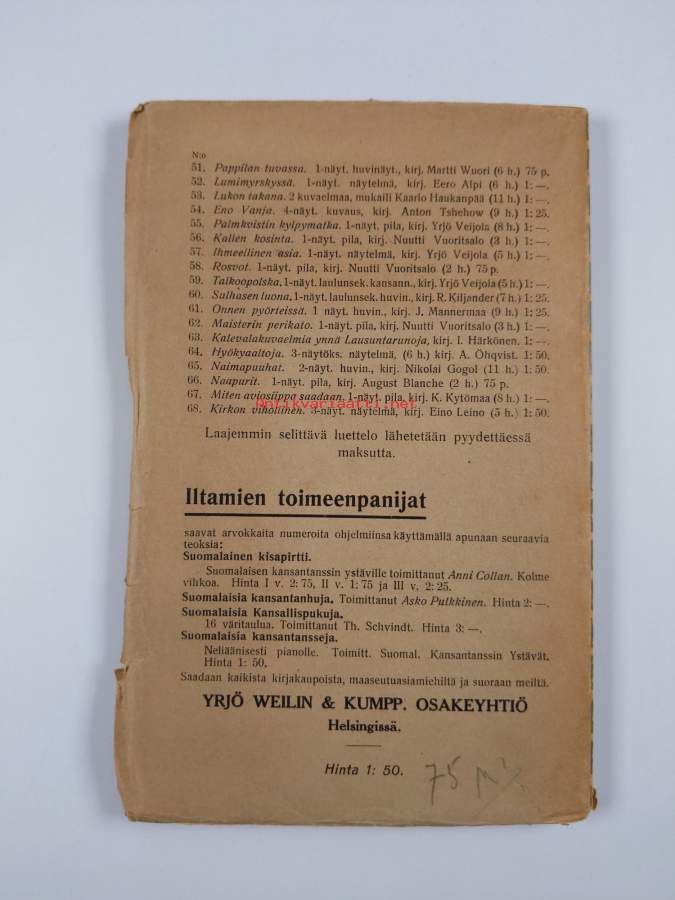 N:o
51. Pappilan tuvassa. 1-näyt. huvinäyt., kirj. Martti Wuori (6 h.) 75 p.
52. Lumimyrskyssä. 1-näyt. näytelmä, kirj. Eero Alpi (6 h.) 1: —.
53. Lukon takana. 2 kuvaelmaa, mukaili Kaarlo Haukanpää (11 h.) 1: —.
54. Eno Vanja. 4-näyt. kuvaus, kirj. Anton Tshehow (9 h.) 1: 25.
55. Palmkvistin kylpymatka. 1-näyt. pila, kirj. Yrjö Veijola (8 h.) 1: —.
56. Kallen kosinta. 1-näyt. pila, kirj. Nuutti Vuoritsalo (3 h.) 1: —.
57. Ihmeellinen asia. 1-näyt. näytelmä, kirj. Yrjö Veijola (5 h.) 1: —.
58. Rosvot. 1-näyt. pila, kirj. Nuutti Vuoritsalo (2 h.) 75 p.
59. Talkoopolska. 1-näyt. laulunsek. kansann., kirj. Yrjö Veijola (5 h.) 1: —.
60. Sulhasen luona. 1-näyt. laulunsek. huvin., kirj. R. Kiljander (7 h.) 1: 25.
61. Onnen pyörteissä. 1 näyt. huvin., kirj. J. Mannermaa (9 h.) 1: 25.
62. Maisterin perikato. 1-näyt. pila, kirj. Nuutti Vuoritsalo (3 h.) 1: —.
63. Kalevalakuvaelmia ynnä Lausuntarunoja, kirj. I. Härkönen. 1: —.
64. Hyökyaaltoja. 3-näytöks. näytelmä, (6 h.) kirj. A. Öhqvist. 1: 50.
65. Naimapuuhat. 2-näyt. huvin., kirj. Nikolai Gogol (11 h.) 1: 50.
66. Naapurit. 1-näyt. pila, kirj. August Blanche (2 h.) 75 p.
67. Miten aviosiippa saadaan. 1-näyt. pila, kirj. K. Kytömaa (8 h.) 1: —.
Antikvariaatti.net
68. Kirkon vihollinen. 3-näyt. näytelmä, kirj. Eino Leino (5 h.) 1: 50.
Laajemmin selittävä luettelo lähetetään pyydettäessä
maksutta.
Iltamien toimeenpanijat
saavat arvokkaita numeroita ohjelmiinsa käyttämällä apunaan seuraavia
teoksia:
Suomalainen kisapirtti.
Suomalaisen kansantanssin ystäville toimittanut Anni Collan. Kolme
vihkoa. Hinta I v. 2: 75, II v. 1: 75 ja III v. 2: 25.
Suomalaisia kansantanhuja. Toimittanut Asko Pulkkinen. Hinta 2: —.
Suomalaisia Kansallispukuja.
16 väritaulua. Toimittanut Th. Schvindt. Hinta 3: —.
Suomalaisia kansantansseja.
Neliäänisesti pianolle. Toimitt. Suomal. Kansantanssin Ystävät.
Hinta 1: 50.
Saadaan kaikista kirjakaupoista, maaseutuasiamiehiltä ja suoraan meiltä.
YRJÖ WEILIN & KUMPP. OSAKEYHTIÖ
Helsingissä.
Hinta 1: 50.
75